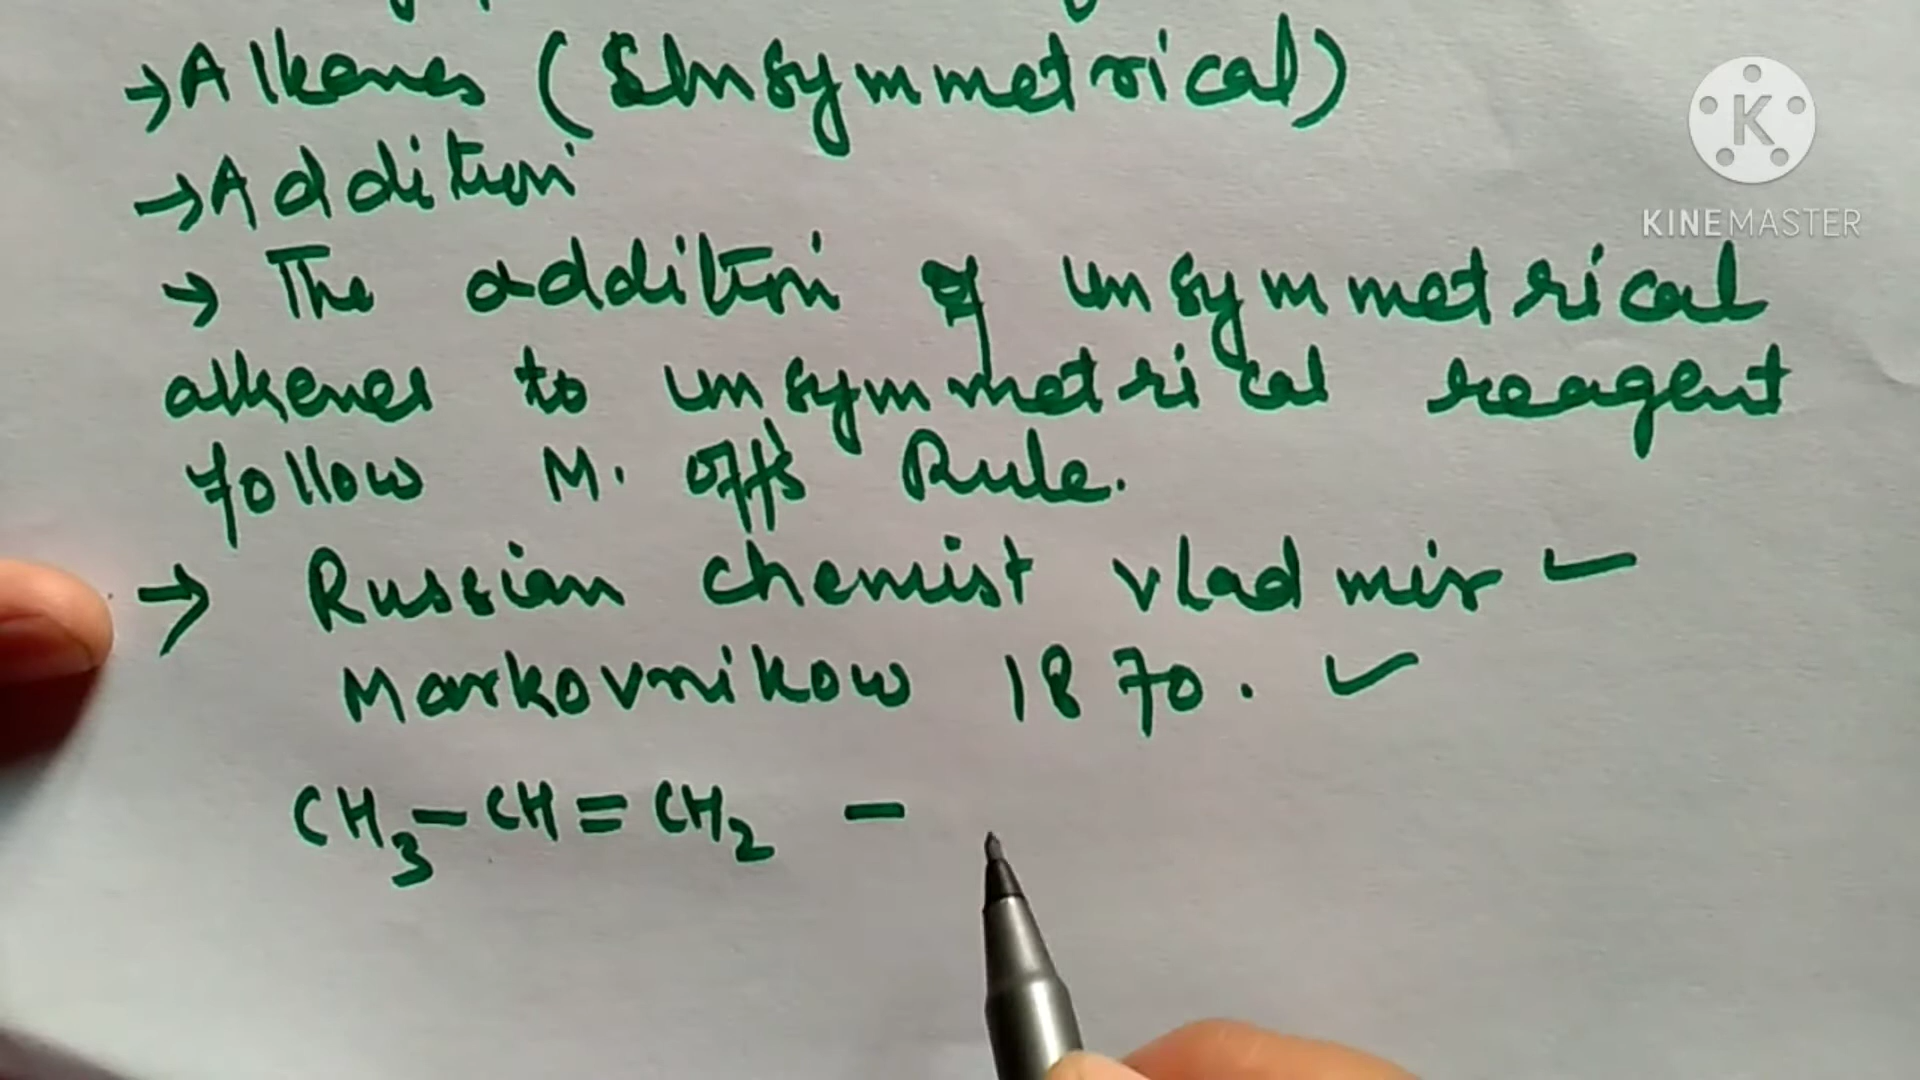 → Alkenes (Unsymmetrical)
K
KINEMASTER
→ Addition
→ The addition of unsymmetrical
alkenes to unsymmetrical reagent
follow M. off's Rule.
→ Russian chemist vladmir ✓
Markovnikow 1870. ✓
CH₃-CH=CH₂ -